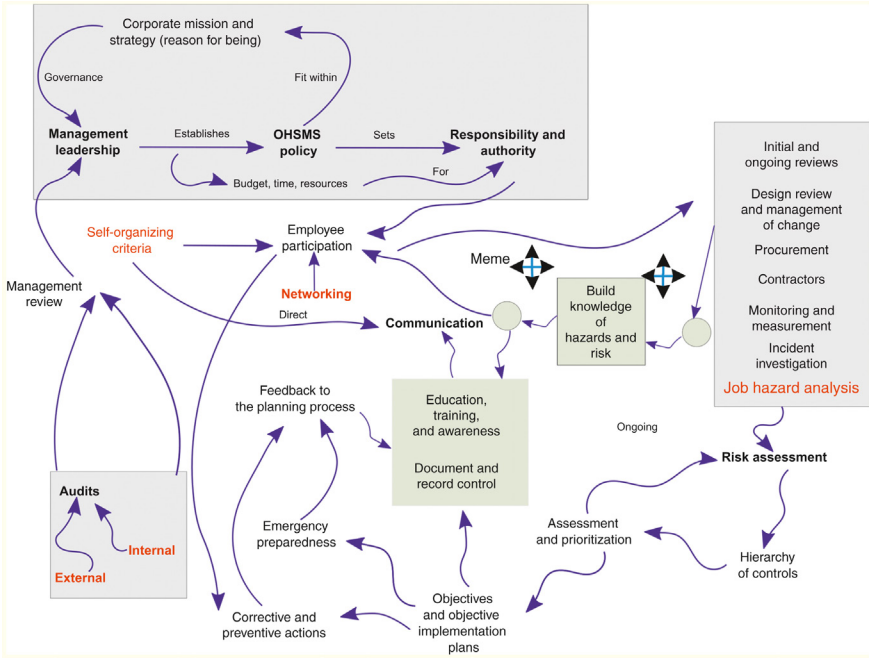 Corporate mission and
strategy (reason for being)
Governance
Fit within
Management
leadership
Establishes
OHSMS
policy
Sets
Responsibility and
authority
Budget, time, resources
For
Initial and
ongoing reviews
Design review
and management
of change
Procurement
Contractors
Monitoring and
measurement
Incident
investigation
Job hazard analysis
Self-organizing
criteria
Employee
participation
Networking
Management
review
Direct
Communication
Meme
Build
knowledge
of
hazards and
risk
Feedback to
the planning process
Education,
training,
and awareness
Document and
record control
Ongoing
Risk assessment
Audits
Internal
External
Emergency
preparedness
Assessment
and prioritization
Hierarchy
of controls
Corrective and
preventive actions
Objectives
and objective
implementation
plans